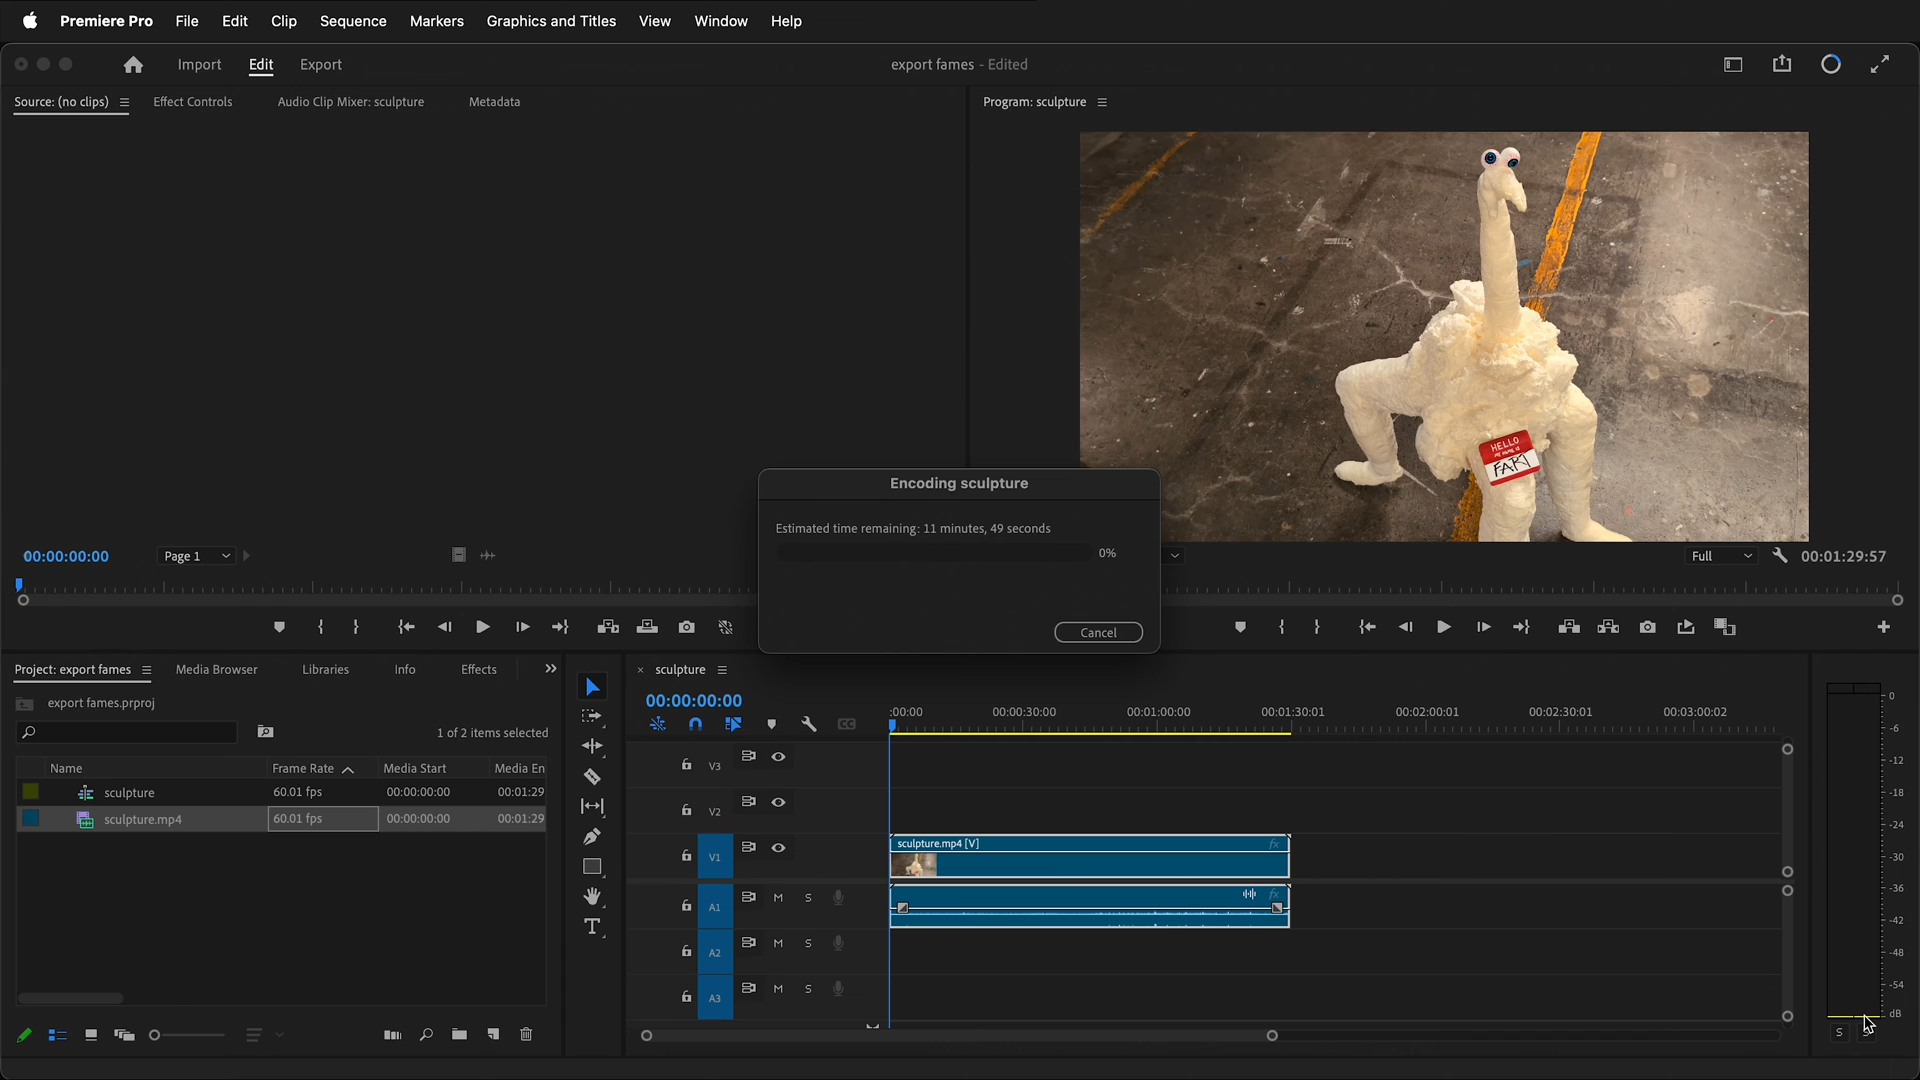 Premiere Pro File Edit Clip Sequence Markers Graphics and Titles View Window Help
Import Edit Export
export fames - Edited
Source: (no clips) Effect Controls Audio Clip Mixer: sculpture Metadata
Program: sculpture
HELLO
MY NAME IS
FART
Encoding sculpture
Estimated time remaining: 11 minutes, 49 seconds
0%
Cancel
00:00:00:00 Page 1
Full 00:01:29:57
Project: export fames Media Browser Libraries Info Effects
export fames.prproj
1 of 2 items selected
Name Frame Rate Media Start Media En
sculpture 60.01 fps 00:00:00:00 00:01:29
sculpture.mp4 60.01 fps 00:00:00:00 00:01:29
sculpture
00:00:00:00
:00:00 00:00:30:00 00:01:00:00 00:01:30:01 00:02:00:01 00:02:30:01 00:03:00:02
CC
V3
V2
V1
sculpture.mp4 [V] fx
A1 M S fx
A2 M S
A3 M S
0
-6
-12
-18
-24
-30
-36
-42
-48
-54
dB
S S